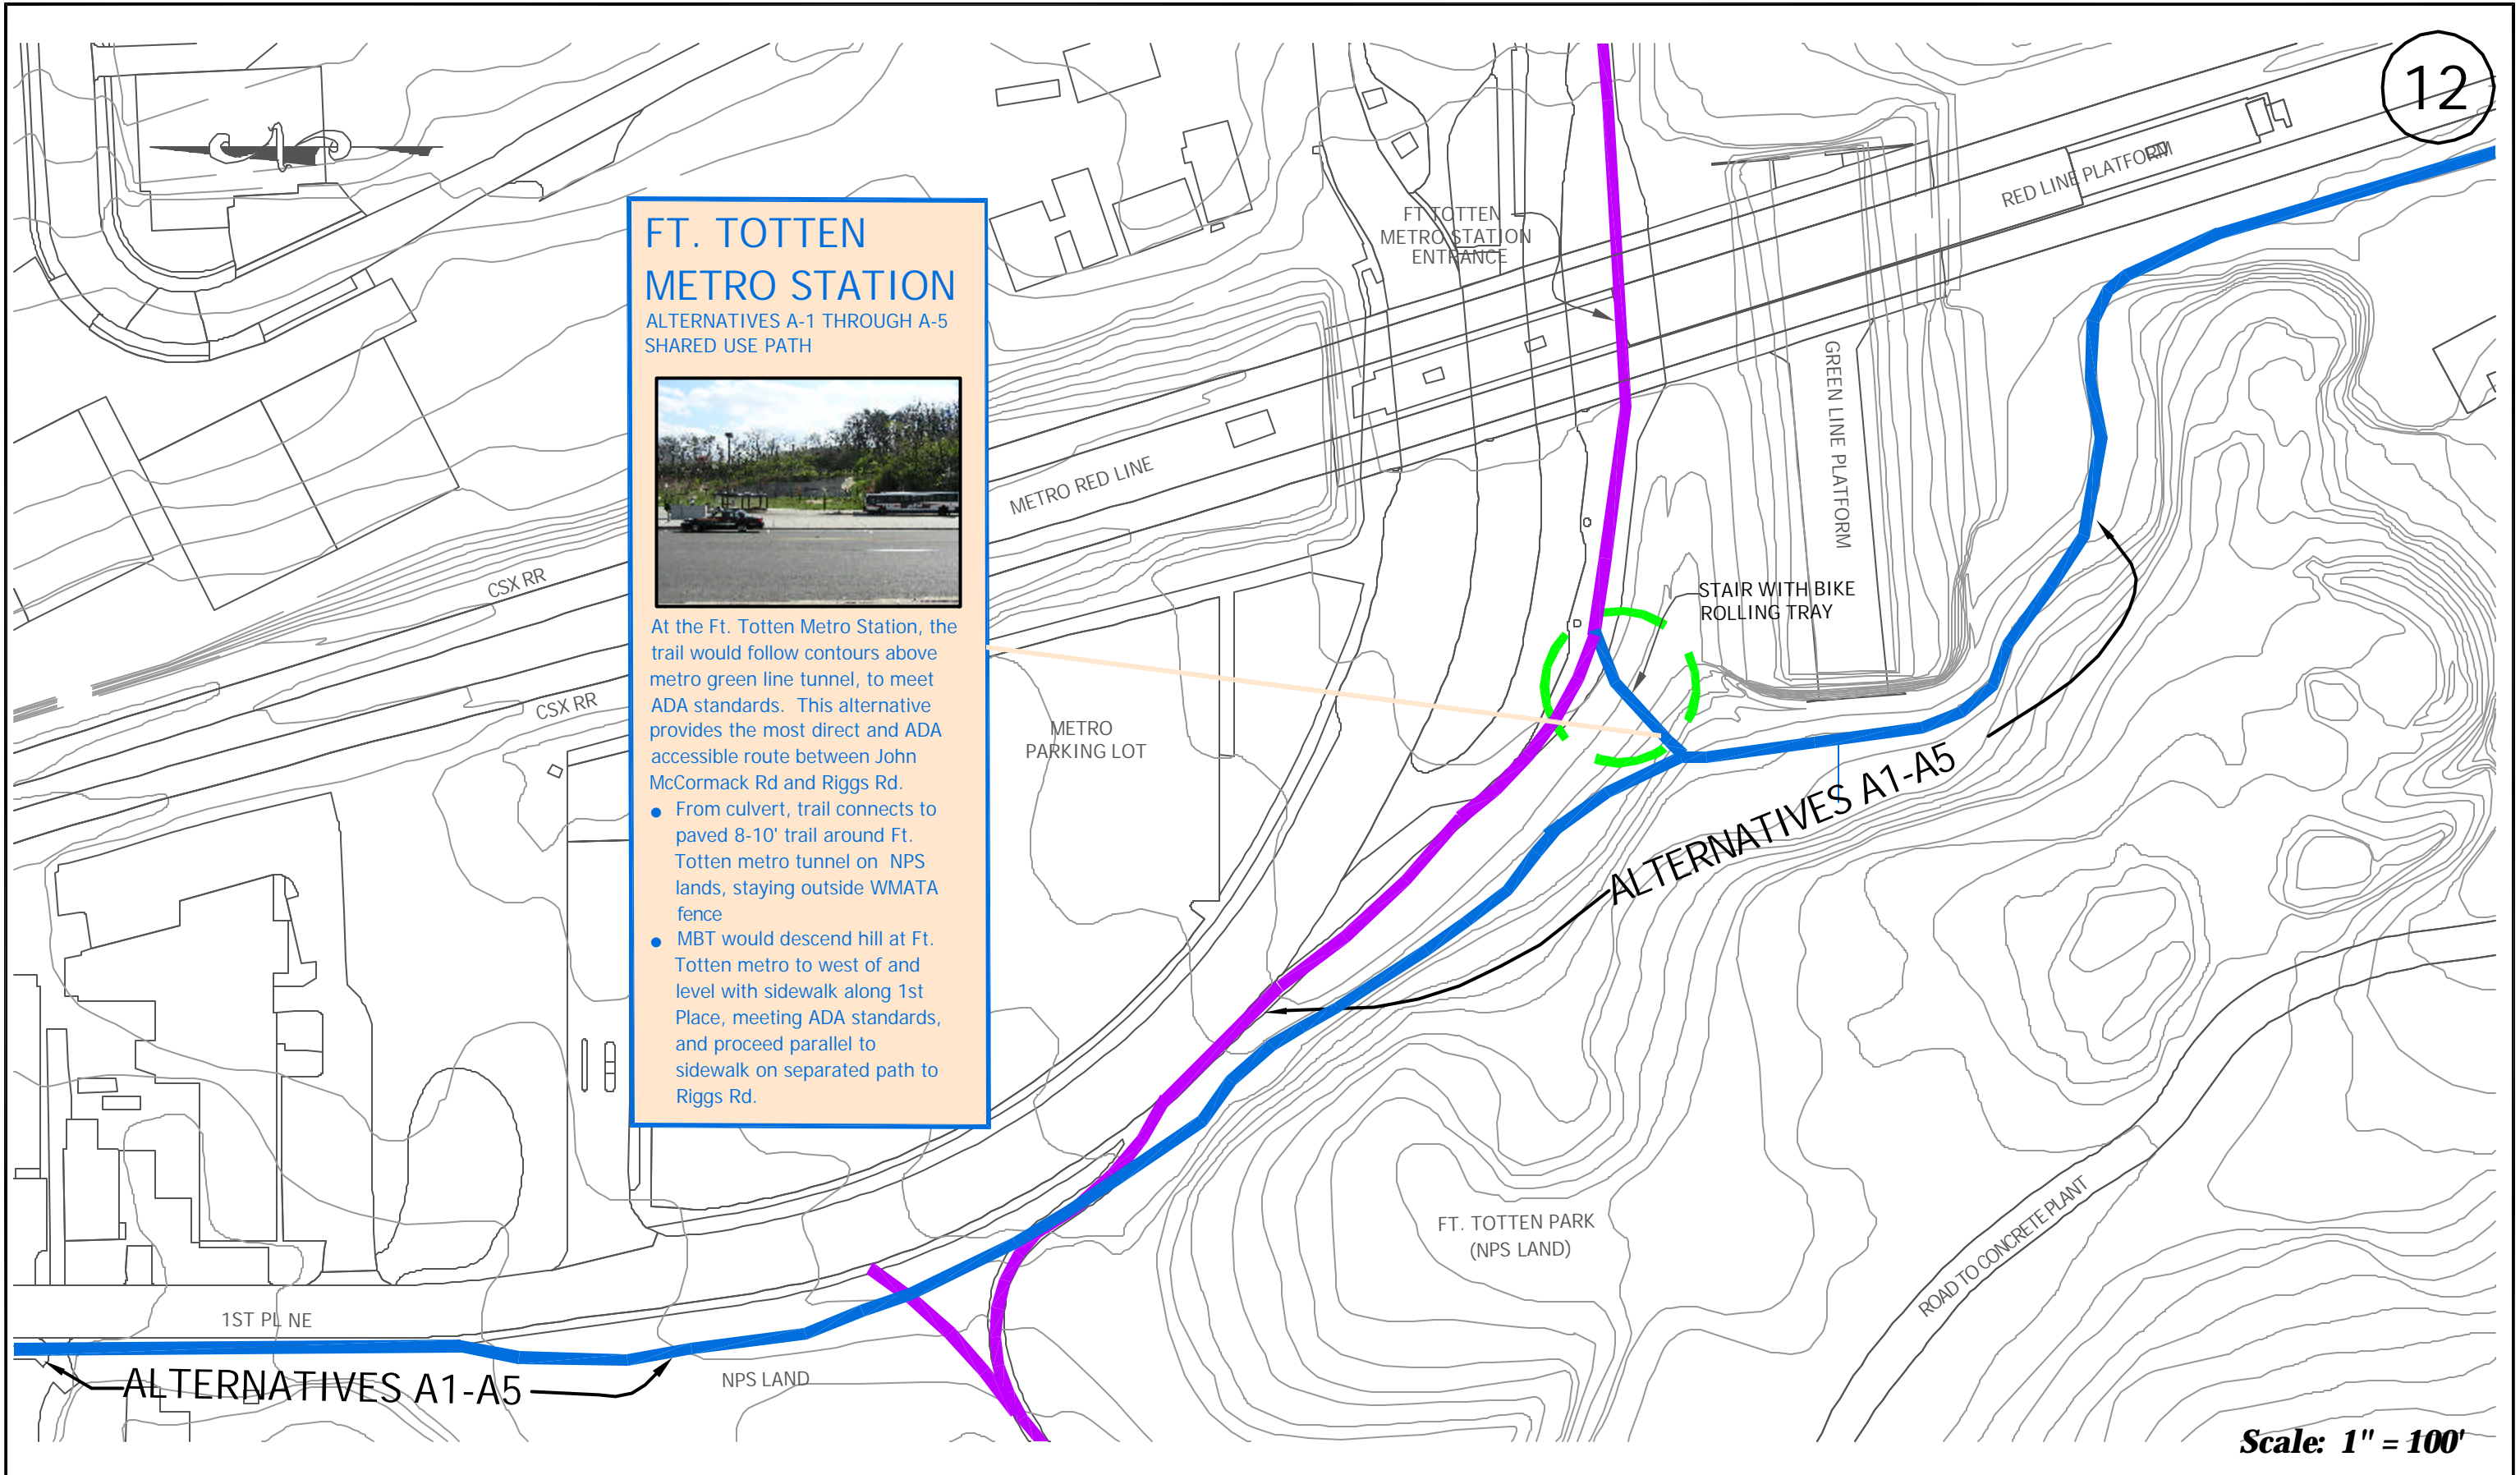 12
RED LINE PLATFORM
FT TOTTEN
METRO STATION
ENTRANCE
FT. TOTTEN
METRO STATION
ALTERNATIVES A-1 THROUGH A-5
SHARED USE PATH
At the Ft. Totten Metro Station, the
trail would follow contours above
metro green line tunnel, to meet
ADA standards. This alternative
provides the most direct and ADA
accessible route between John
McCormack Rd and Riggs Rd.
● From culvert, trail connects to
paved 8-10' trail around Ft.
Totten metro tunnel on NPS
lands, staying outside WMATA
fence
● MBT would descend hill at Ft.
Totten metro to west of and
level with sidewalk along 1st
Place, meeting ADA standards,
and proceed parallel to
sidewalk on separated path to
Riggs Rd.
METRO RED LINE
GREEN LINE PLATFORM
CSX RR
CSX RR
STAIR WITH BIKE
ROLLING TRAY
METRO
PARKING LOT
ALTERNATIVES A1-A5
FT. TOTTEN PARK
(NPS LAND)
ROAD TO CONCRETE PLANT
1ST PL NE
ALTERNATIVES A1-A5
NPS LAND
Scale: 1" = 100'